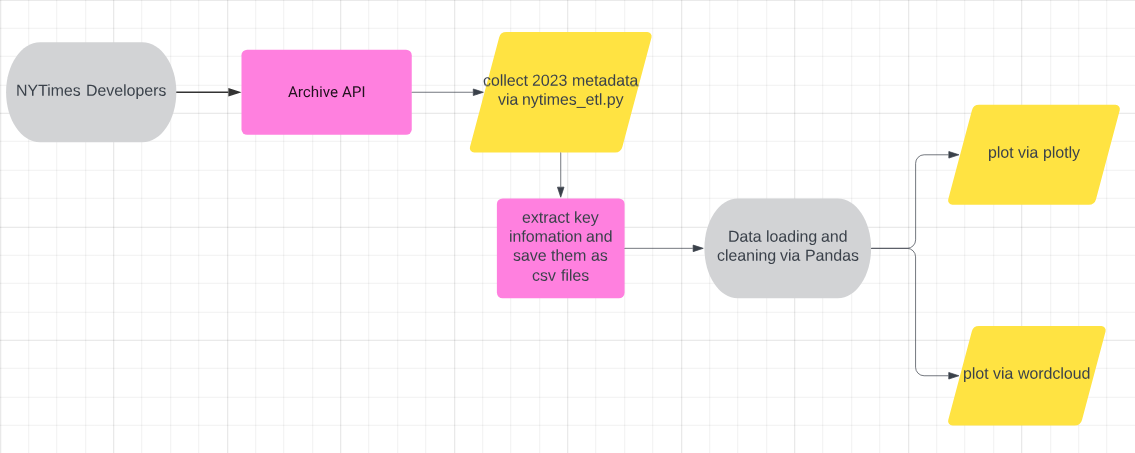 NYTimes Developers
Archive API
collect 2023 metadata
via nytimes_etl.py
extract key
infomation and
save them as
csv files
Data loading and
cleaning via Pandas
plot via plotly
plot via wordcloud